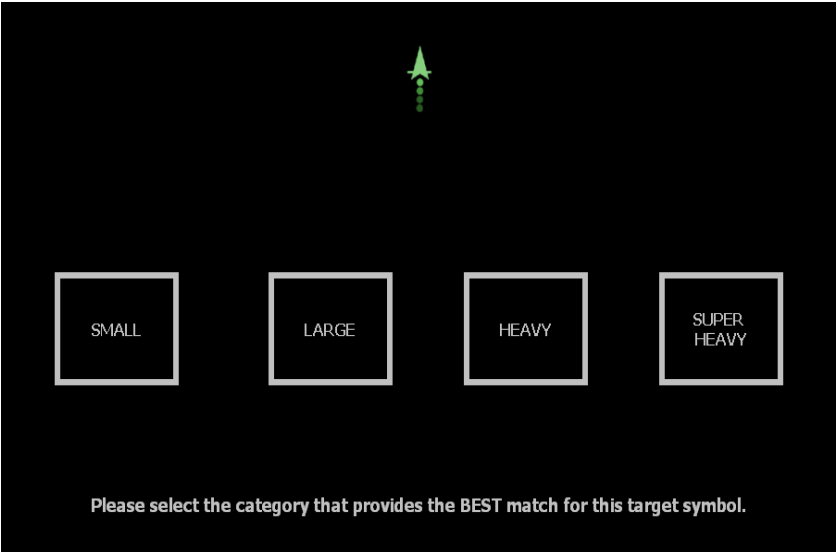 SMALL
LARGE
HEAVY
SUPER
HEAVY
Please select the category that provides the BEST match for this target symbol.